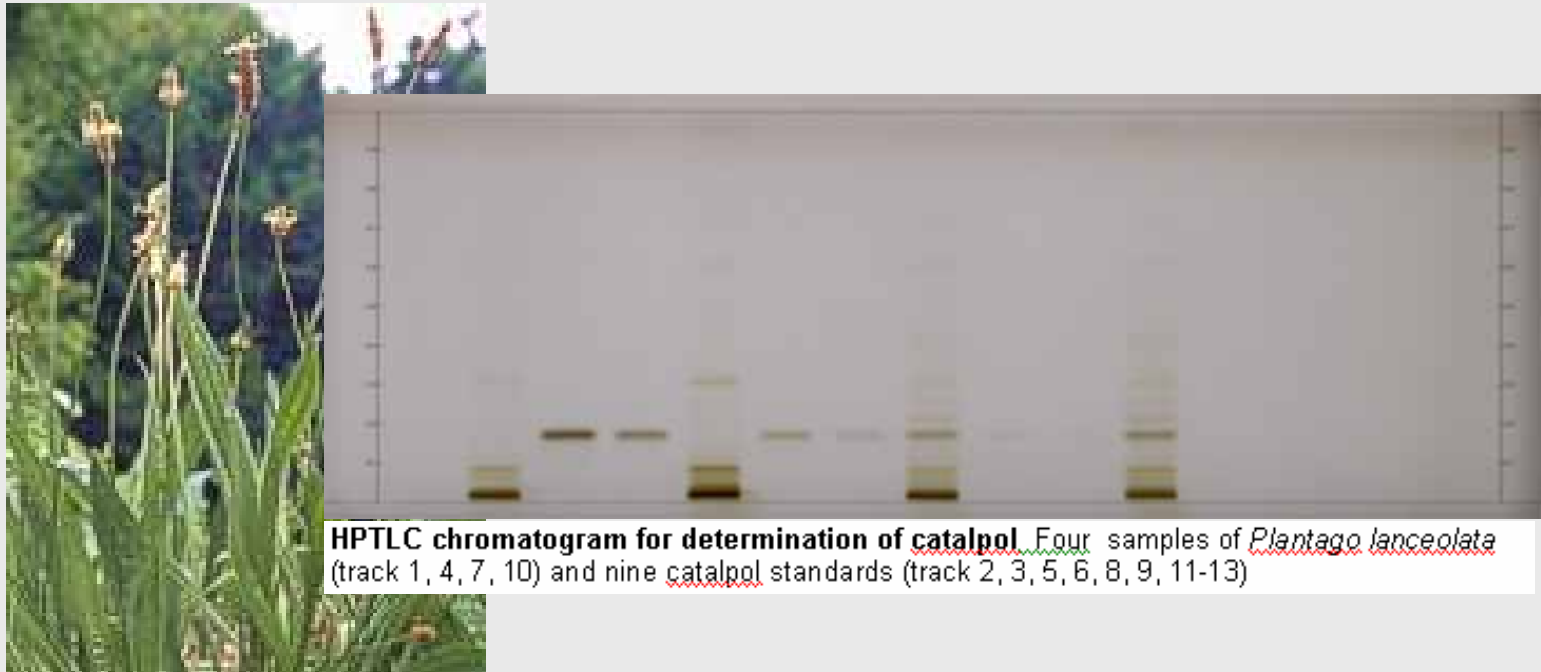 HPTLC chromatogram for determination of catalpol. Four samples of Plantago lanceolata
(track 1, 4, 7, 10) and nine catalpol standards (track 2, 3, 5, 6, 8, 9, 11-13)